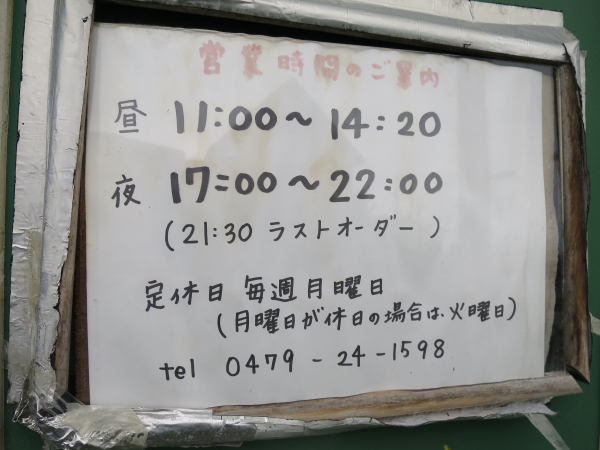 営業時間のご案内
昼 11:00～14:20
夜 17:00～22:00
(21:30 ラストオーダー)
定休日 毎週月曜日
(月曜日が休日の場合は、火曜日)
tel 0479-24-1598